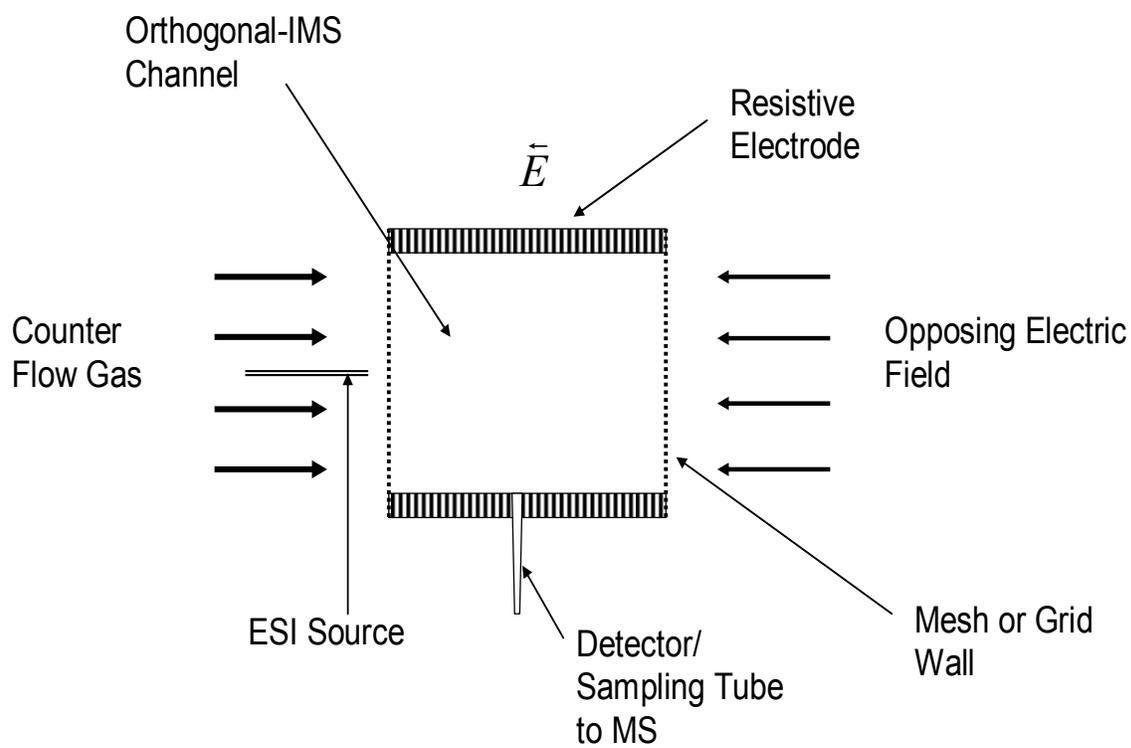 Orthogonal-IMS
Channel
Resistive
Electrode
E
Counter
Flow Gas
Opposing Electric
Field
ESI Source
Detector/
Sampling Tube
to MS
Mesh or Grid
Wall